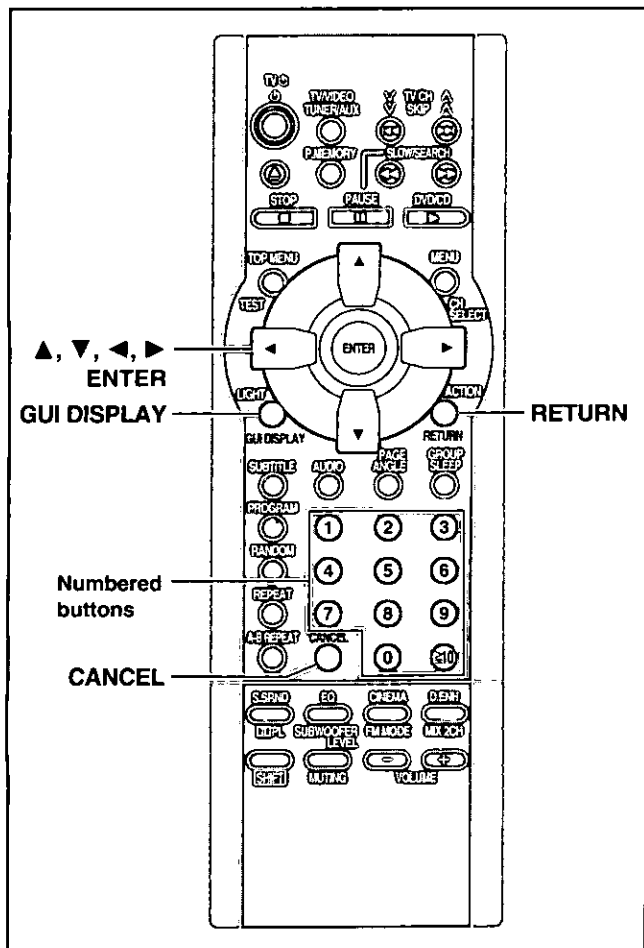 TV ⏻
⏻
TV/VIDEO
TUNER/AUX
TV CH
SKIP
P.MEMORY
SLOW/SEARCH
STOP
PAUSE
DVD/CD
TOP MENU
MENU
TEST
CH
SELECT
▲, ▼, ◀, ▶
ENTER
ENTER
LIGHT
ACTION
GUI DISPLAY
RETURN
GUI DISPLAY
RETURN
SUBTITLE
AUDIO
PAGE
ANGLE
GROUP
SLEEP
PROGRAM
1
2
3
RANDOM
4
5
6
Numbered
buttons
REPEAT
7
8
9
A-B REPEAT
CANCEL
0
≥10
CANCEL
S.SRND
EQ
CINEMA
D.ENH
DD/PL
SUBWOOFER
LEVEL
FM MODE
MIX 2CH
SHIFT
MUTING
−
VOLUME
+